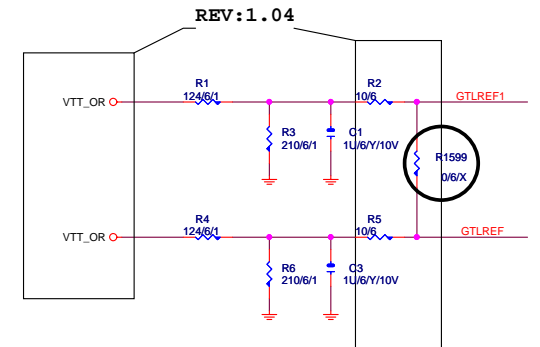 REV:1.04
R1
124/6/1
R2
10/6
VTT_OR
GTLREF1
R3
210/6/1
C1
1U/6/Y/10V
R1599
0/6/X
R4
124/6/1
R5
10/6
VTT_OR
GTLREF
R6
210/6/1
C3
1U/6/Y/10V